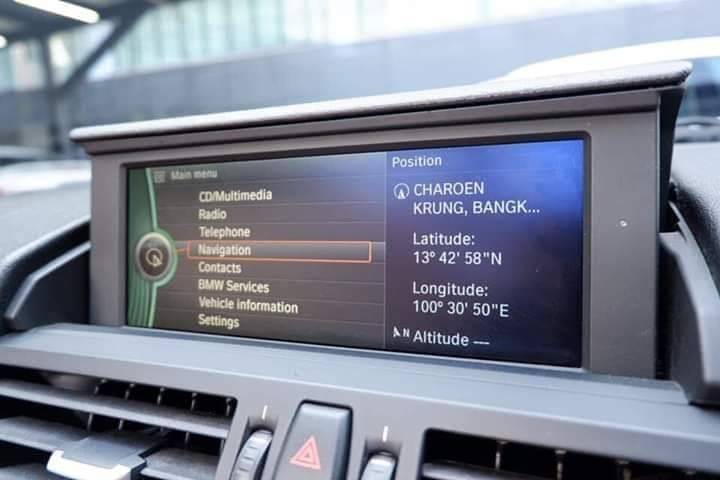 Main menu
CD/Multimedia
Radio
Telephone
Navigation
Contacts
BMW Services
Vehicle information
Settings
Position
CHAROEN
KRUNG, BANGK...
Latitude:
13° 42' 58"N
Longitude:
100° 30' 50"E
N Altitude ---